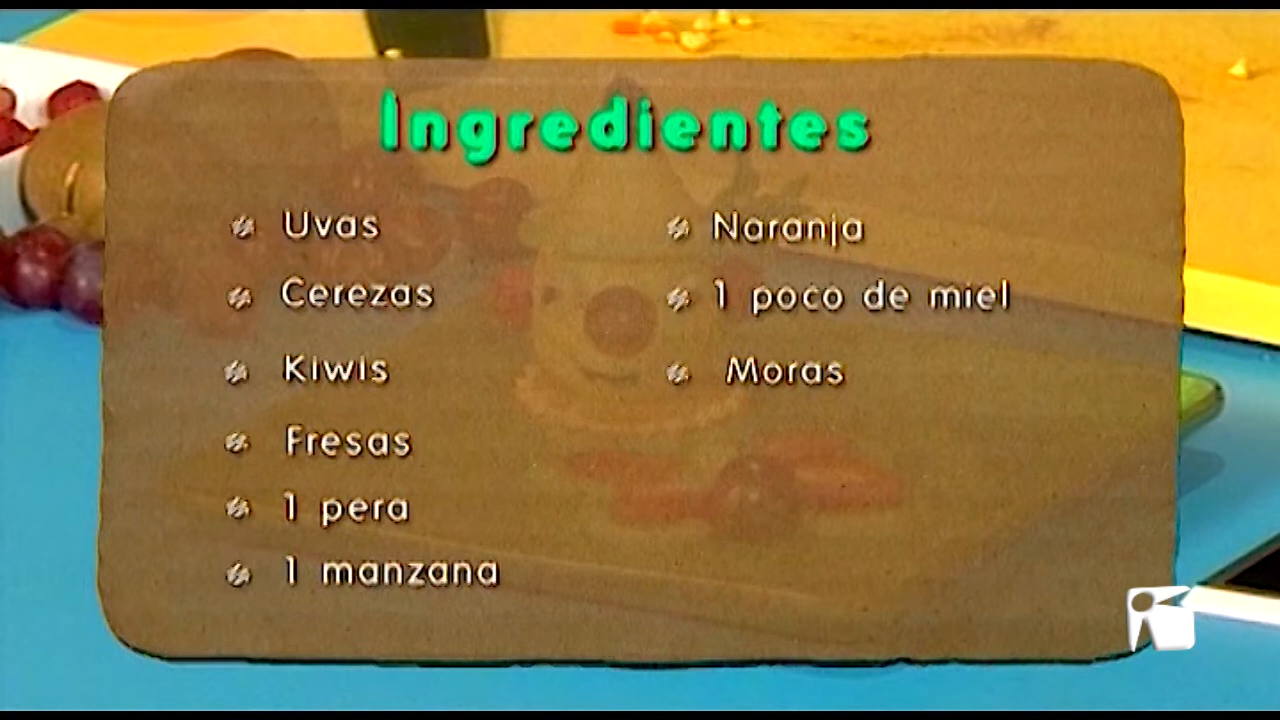 Ingredientes
Uvas
Cerezas
Kiwis
Fresas
1 pera
1 manzana
Naranja
1 poco de miel
Moras